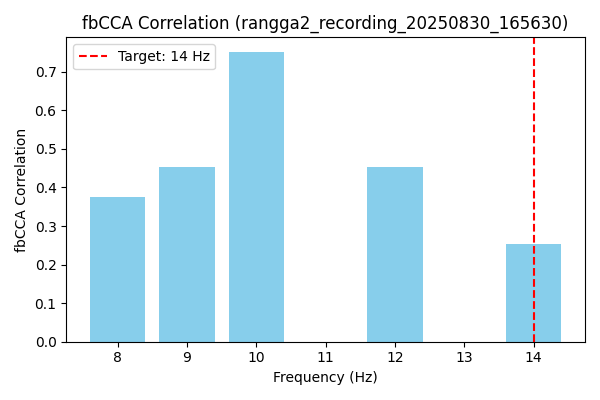 fbCCA Correlation (rangga2_recording_20250830_165630)
Target: 14 Hz
fbCCA Correlation
0.7
0.6
0.5
0.4
0.3
0.2
0.1
0.0
8 9 10 11 12 13 14
Frequency (Hz)